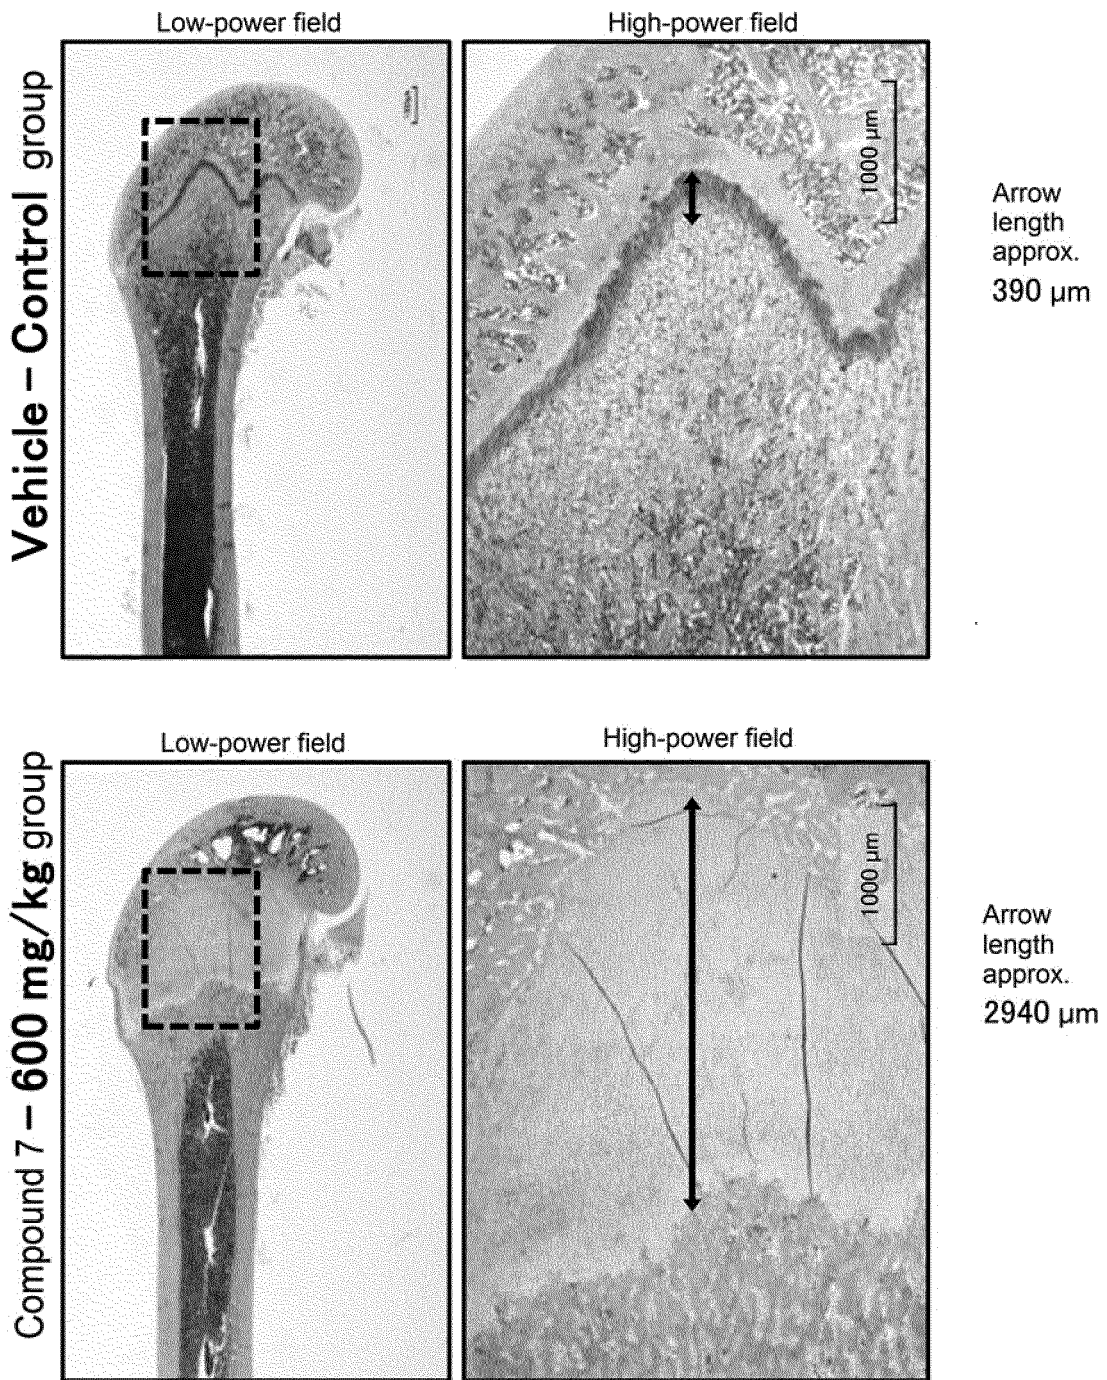 Low-power field
High-power field
Vehicle – Control group
1000 µm
Arrow
length
approx.
390 µm
Low-power field
High-power field
Compound 7 – 600 mg/kg group
1000 µm
Arrow
length
approx.
2940 µm